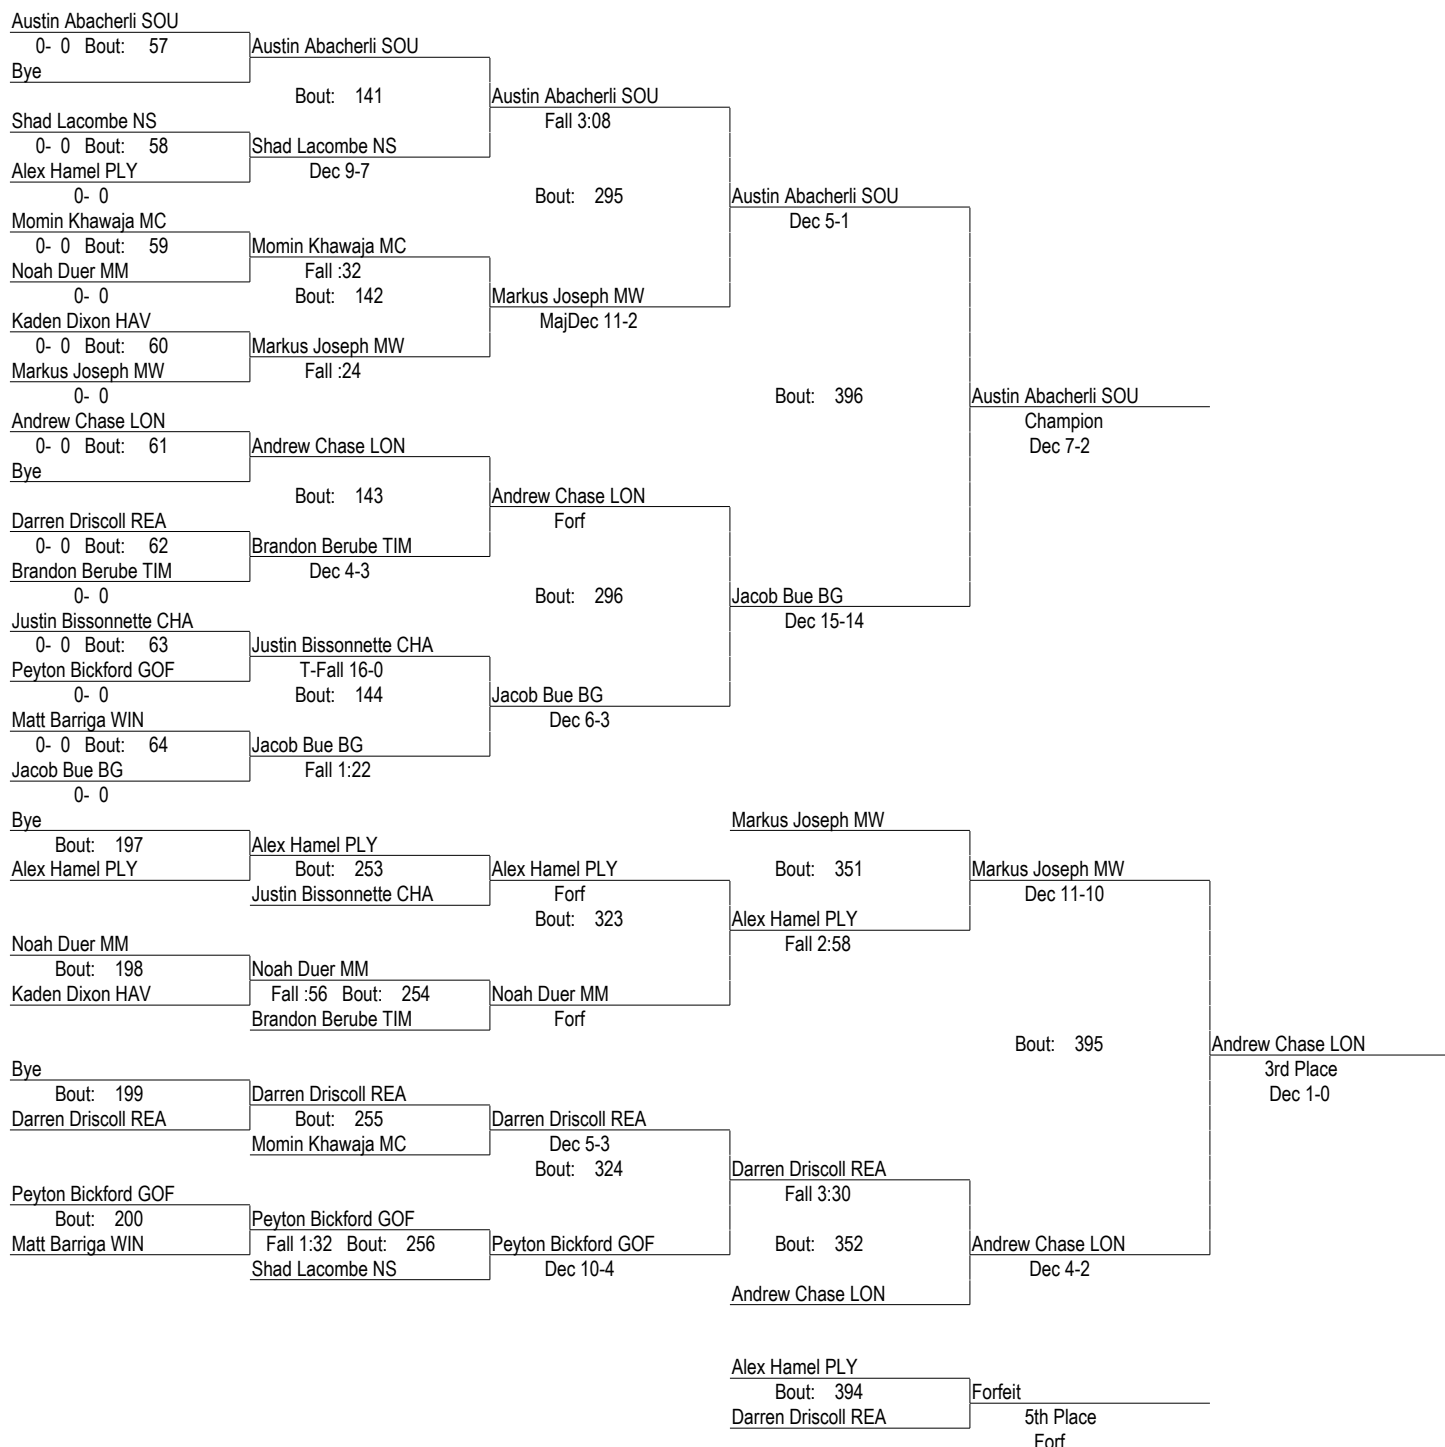 Austin Abacherli SOU
0- 0 Bout: 57 Austin Abacherli SOU
Bye
Bout: 141 Austin Abacherli SOU
Shad Lacombe NS Fall 3:08
0- 0 Bout: 58 Shad Lacombe NS
Alex Hamel PLY Dec 9-7
0- 0 Bout: 295 Austin Abacherli SOU
Momin Khawaja MC Dec 5-1
0- 0 Bout: 59 Momin Khawaja MC
Noah Duer MM Fall :32
0- 0 Bout: 142 Markus Joseph MW
Kaden Dixon HAV MajDec 11-2
0- 0 Bout: 60 Markus Joseph MW
Markus Joseph MW Fall :24
0- 0 Bout: 396 Austin Abacherli SOU
Andrew Chase LON Champion
0- 0 Bout: 61 Andrew Chase LON Dec 7-2
Bye
Bout: 143 Andrew Chase LON
Darren Driscoll REA Forf
0- 0 Bout: 62 Brandon Berube TIM
Brandon Berube TIM Dec 4-3
0- 0 Bout: 296 Jacob Bue BG
Justin Bissonnette CHA Dec 15-14
0- 0 Bout: 63 Justin Bissonnette CHA
Peyton Bickford GOF T-Fall 16-0
0- 0 Bout: 144 Jacob Bue BG
Matt Barriga WIN Dec 6-3
0- 0 Bout: 64 Jacob Bue BG
Jacob Bue BG Fall 1:22
0- 0
Bye Markus Joseph MW
Bout: 197 Alex Hamel PLY
Alex Hamel PLY Bout: 253 Alex Hamel PLY Bout: 351 Markus Joseph MW
Justin Bissonnette CHA Forf Dec 11-10
Bout: 323 Alex Hamel PLY
Noah Duer MM Fall 2:58
Bout: 198 Noah Duer MM
Kaden Dixon HAV Fall :56 Bout: 254 Noah Duer MM
Brandon Berube TIM Forf
Bout: 395 Andrew Chase LON
Bye 3rd Place
Bout: 199 Darren Driscoll REA Dec 1-0
Darren Driscoll REA Bout: 255 Darren Driscoll REA
Momin Khawaja MC Dec 5-3
Bout: 324 Darren Driscoll REA
Peyton Bickford GOF Fall 3:30
Bout: 200 Peyton Bickford GOF
Matt Barriga WIN Fall 1:32 Bout: 256 Peyton Bickford GOF Bout: 352 Andrew Chase LON
Shad Lacombe NS Dec 10-4 Dec 4-2
Andrew Chase LON
Alex Hamel PLY
Bout: 394 Forfeit
Darren Driscoll REA 5th Place
Forf